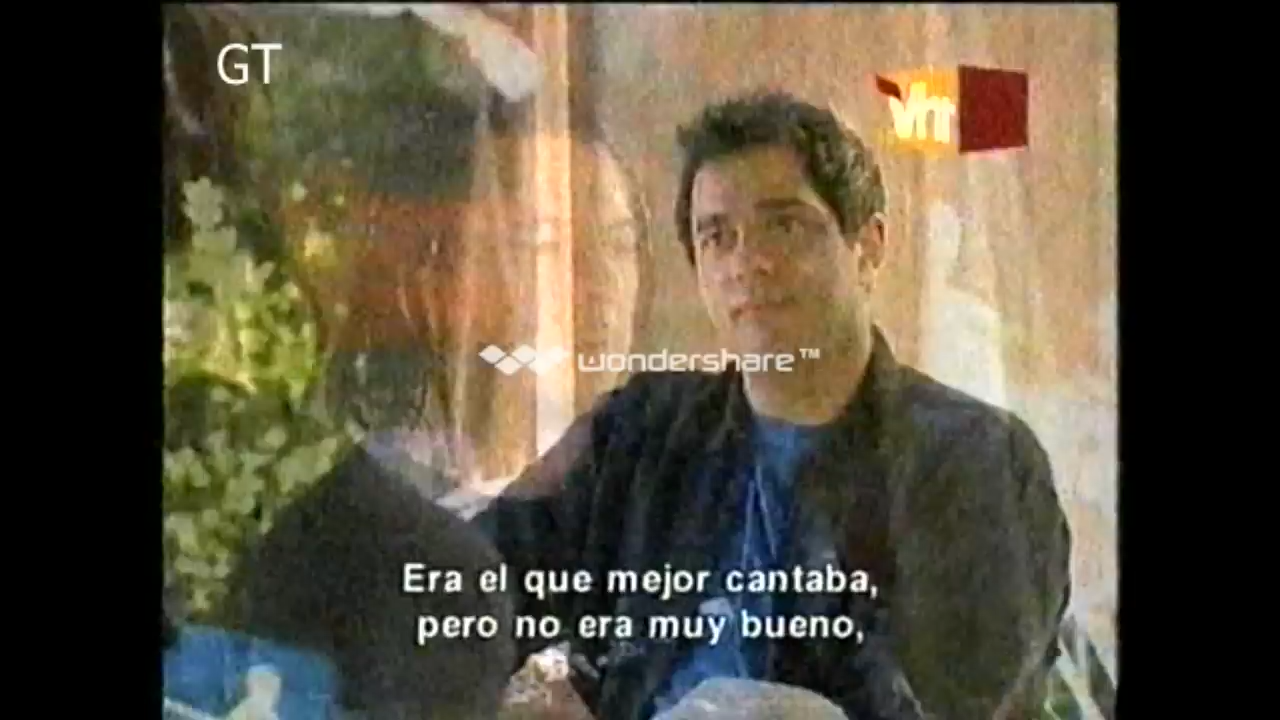 GT
Vh1
wondershare™
Era el que mejor cantaba,
pero no era muy bueno,